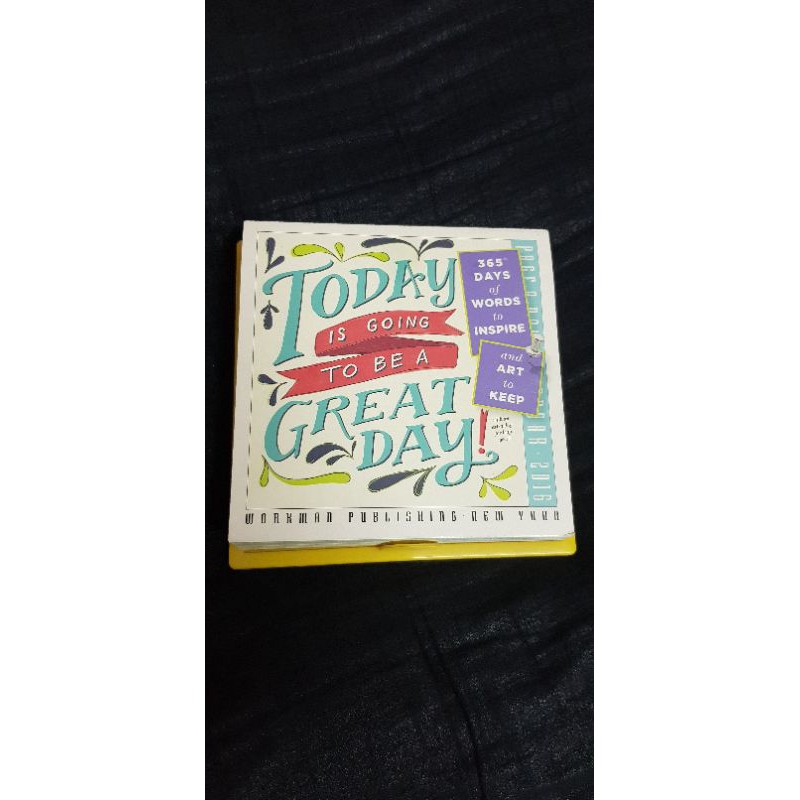 TODAY
IS GOING
TO BE A
GREAT
DAY!
365
DAYS
of
WORDS
to
INSPIRE
and
ART
to
KEEP
2016
WORKMAN PUBLISHING · NEW YORK